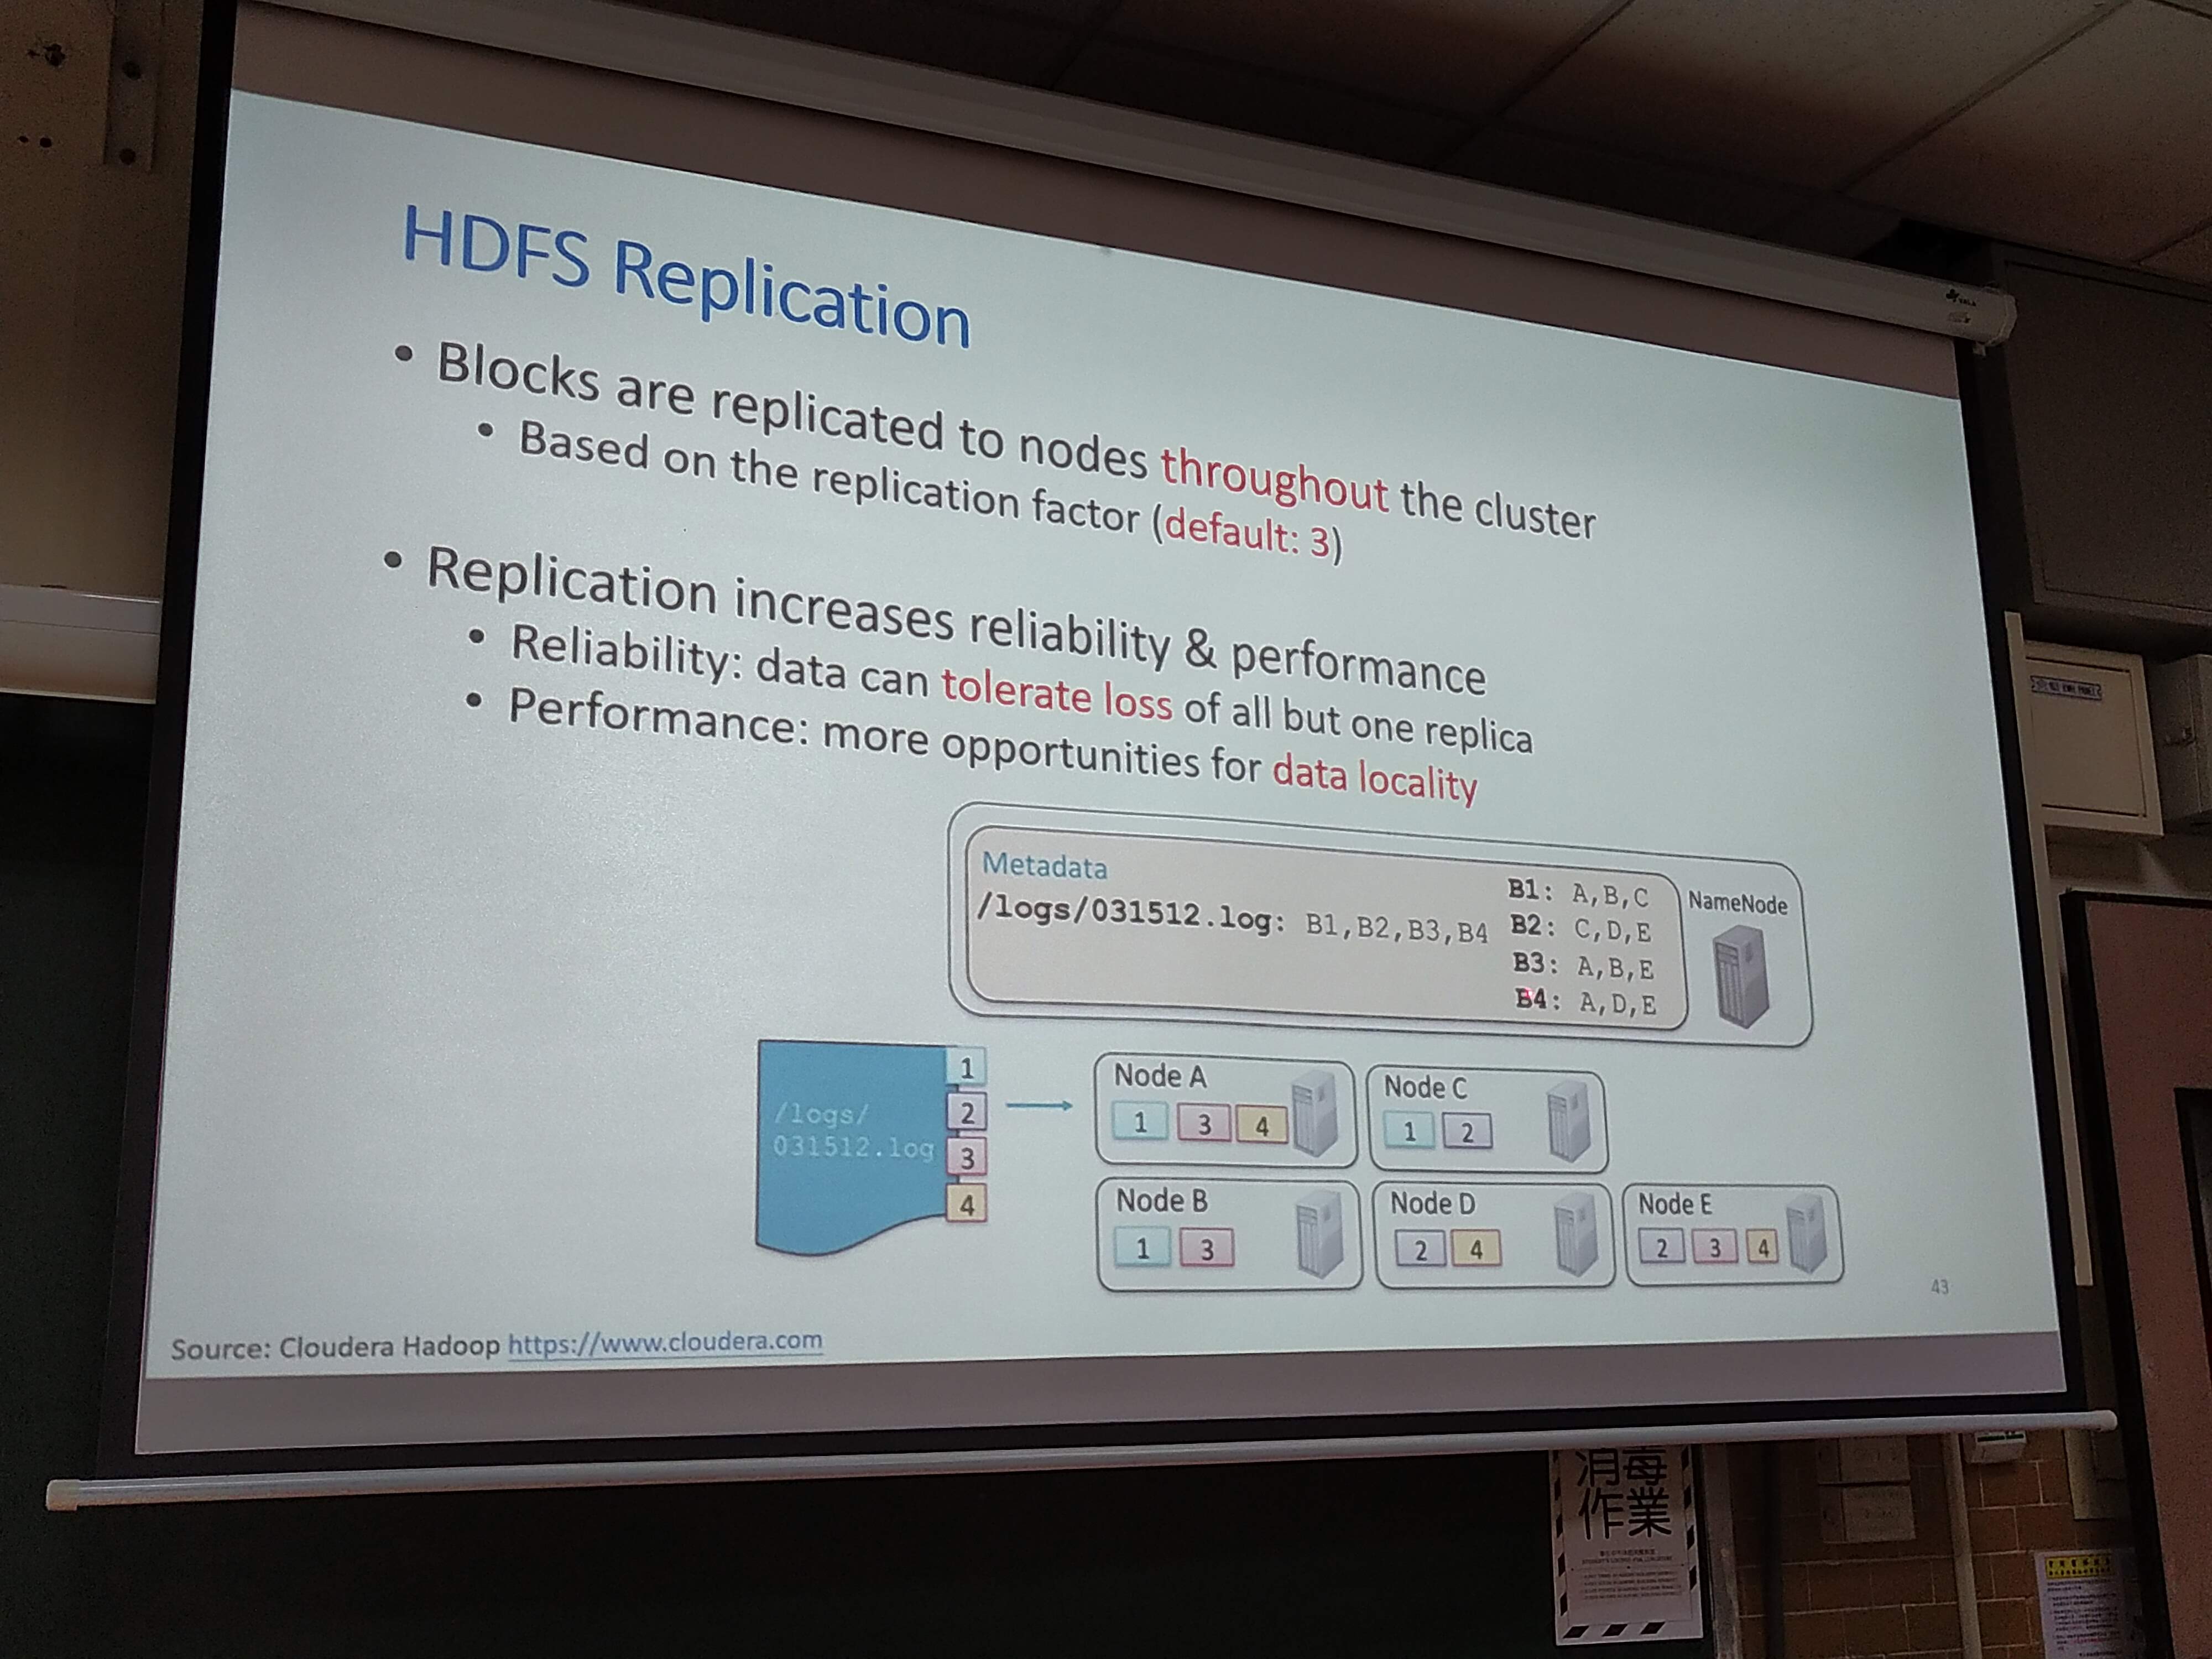 HDFS Replication
• Blocks are replicated to nodes throughout the cluster
• Based on the replication factor (default: 3)
• Replication increases reliability & performance
• Reliability: data can tolerate loss of all but one replica
• Performance: more opportunities for data locality
Metadata
/logs/031512.log: B1,B2,B3,B4
B1: A,B,C
B2: C,D,E
B3: A,B,E
B4: A,D,E
NameNode
/logs/
031512.log
1
2
3
4
Node A
1 3 4
Node C
1 2
Node B
1 3
Node D
2 4
Node E
2 3 4
43
Source: Cloudera Hadoop https://www.cloudera.com
消毒
作業